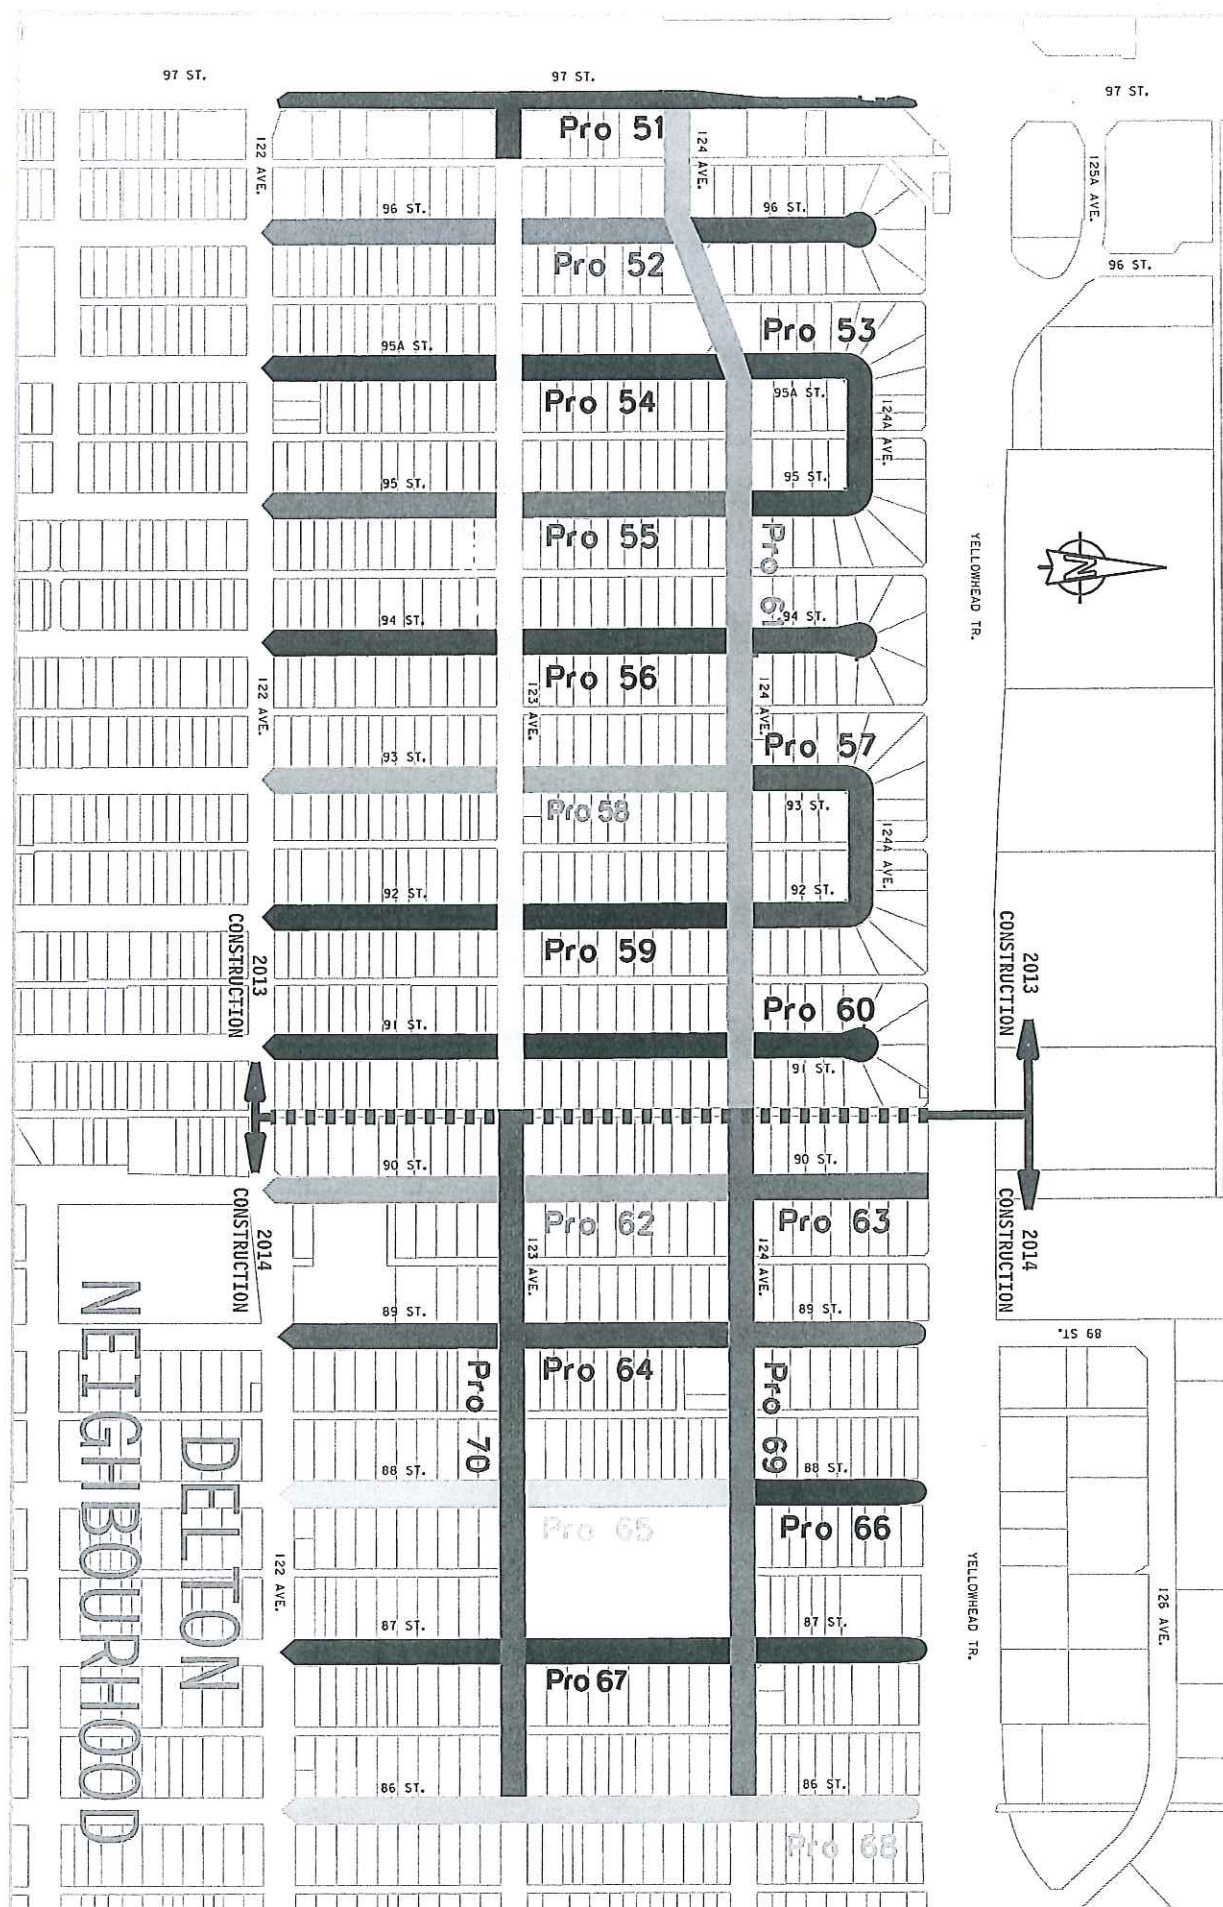 97 ST.
97 ST.
97 ST.
Pro 51
122 AVE.
124 AVE.
125A AVE.
96 ST.
96 ST.
Pro 52
96 ST.
Pro 53
95A ST.
95A ST.
Pro 54
124A AVE.
95 ST.
95 ST.
Pro 55
Pro 61
YELLOWHEAD TR.
N
94 ST.
94 ST.
Pro 56
122 AVE.
123 AVE.
124 AVE.
Pro 57
93 ST.
93 ST.
Pro 58
124A AVE.
92 ST.
92 ST.
Pro 59
2013
CONSTRUCTION
2013
CONSTRUCTION
Pro 60
91 ST.
91 ST.
90 ST.
90 ST.
Pro 62
Pro 63
2014
CONSTRUCTION
2014
CONSTRUCTION
123 AVE.
124 AVE.
89 ST.
89 ST.
89 ST.
Pro 64
Pro 70
Pro 69
88 ST.
88 ST.
Pro 65
Pro 66
122 AVE.
YELLOWHEAD TR.
126 AVE.
87 ST.
87 ST.
Pro 67
86 ST.
86 ST.
Pro 68
DELTON
NEIGHBOURHOOD